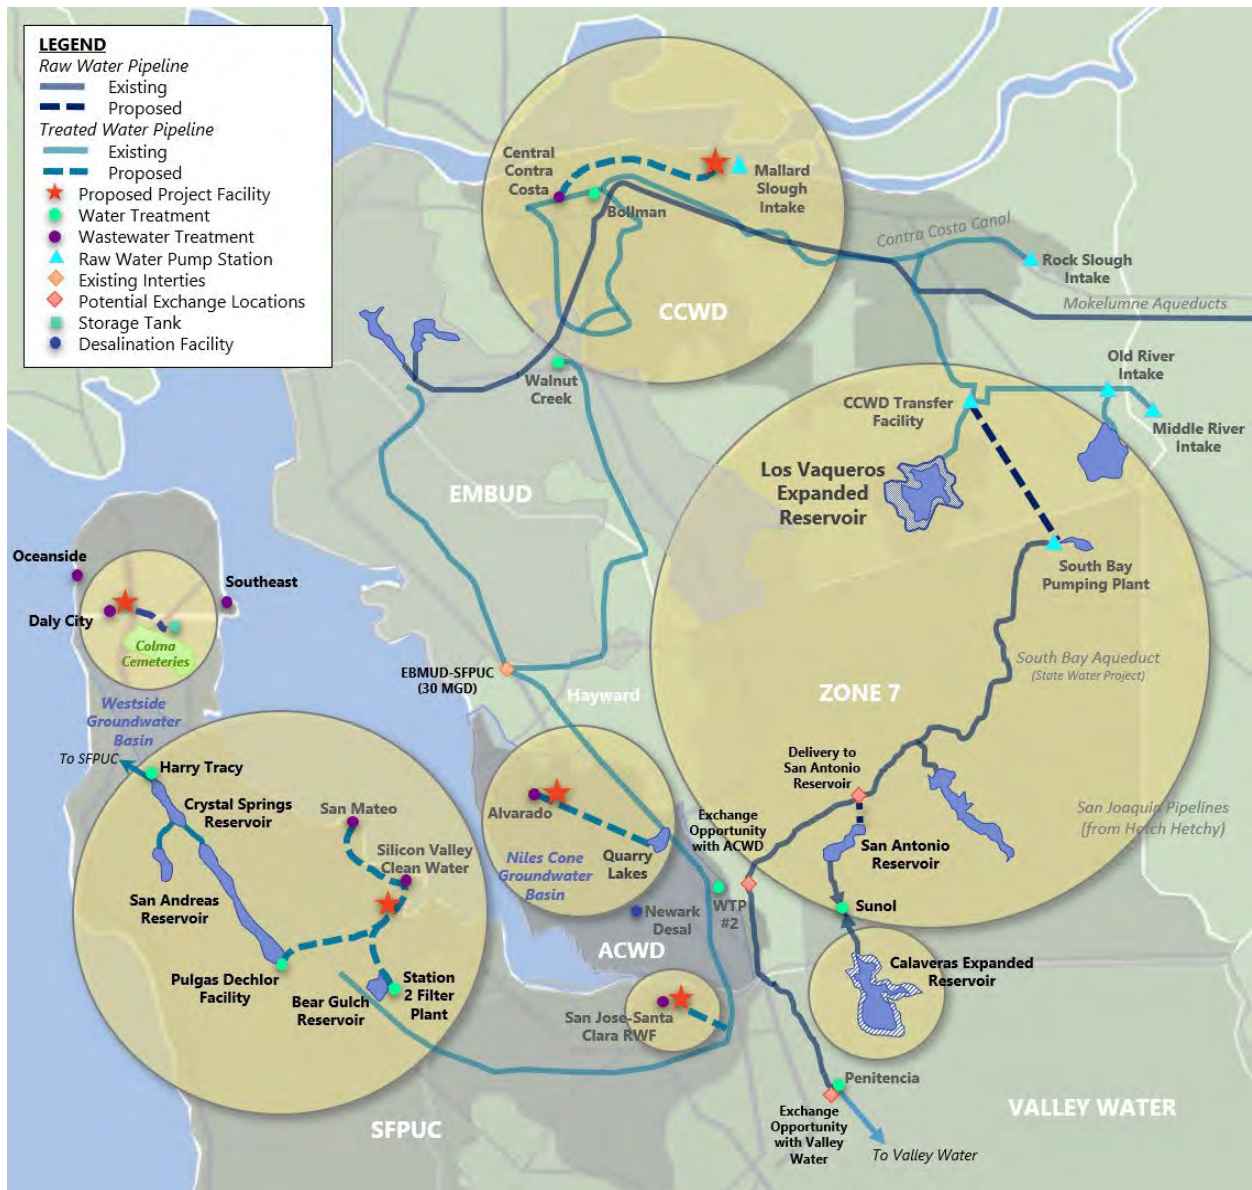 LEGEND
Raw Water Pipeline
Existing
Proposed
Treated Water Pipeline
Existing
Proposed
Proposed Project Facility
Water Treatment
Wastewater Treatment
Raw Water Pump Station
Existing Interties
Potential Exchange Locations
Storage Tank
Desalination Facility
Central
Contra
Costa
Bollman
Mallard
Slough
Intake
Contra Costa Canal
Rock Slough
Intake
Mokelumne Aqueducts
CCWD
Walnut
Creek
Old River
Intake
CCWD Transfer
Facility
Middle River
Intake
Los Vaqueros
Expanded
Reservoir
EMBUD
South Bay
Pumping Plant
Oceanside
Southeast
Daly City
Colma
Cemeteries
Westside
Groundwater
Basin
EBMUD-SFPUC
(30 MGD)
Hayward
ZONE 7
South Bay Aqueduct
(State Water Project)
To SFPUC
Harry Tracy
Crystal Springs
Reservoir
San Mateo
Silicon Valley
Clean Water
San Andreas
Reservoir
Pulgas Dechlor
Facility
Bear Gulch
Reservoir
Station
2 Filter
Plant
Alvarado
Quarry
Lakes
Niles Cone
Groundwater
Basin
Delivery to
San Antonio
Reservoir
Exchange
Opportunity
with ACWD
San Antonio
Reservoir
San Joaquin Pipelines
(from Hetch Hetchy)
WTP
#2
Newark
Desal
Sunol
ACWD
Calaveras Expanded
Reservoir
San Jose-Santa
Clara RWF
Penitencia
Exchange
Opportunity
with Valley
Water
To Valley Water
VALLEY WATER
SFPUC